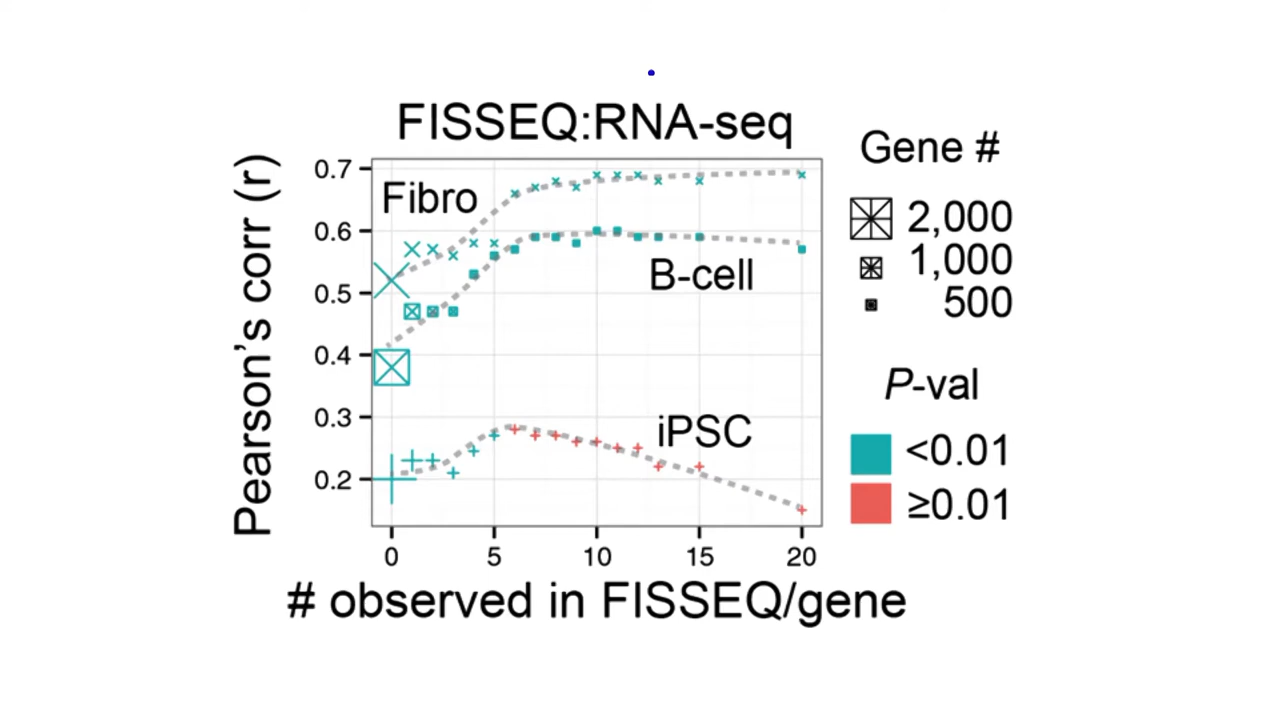 FISSEQ:RNA-seq
Pearson's corr (r)
0.7
0.6
0.5
0.4
0.3
0.2
Fibro
B-cell
iPSC
0 5 10 15 20
# observed in FISSEQ/gene
Gene #
2,000
1,000
500
P-val
<0.01
≥0.01